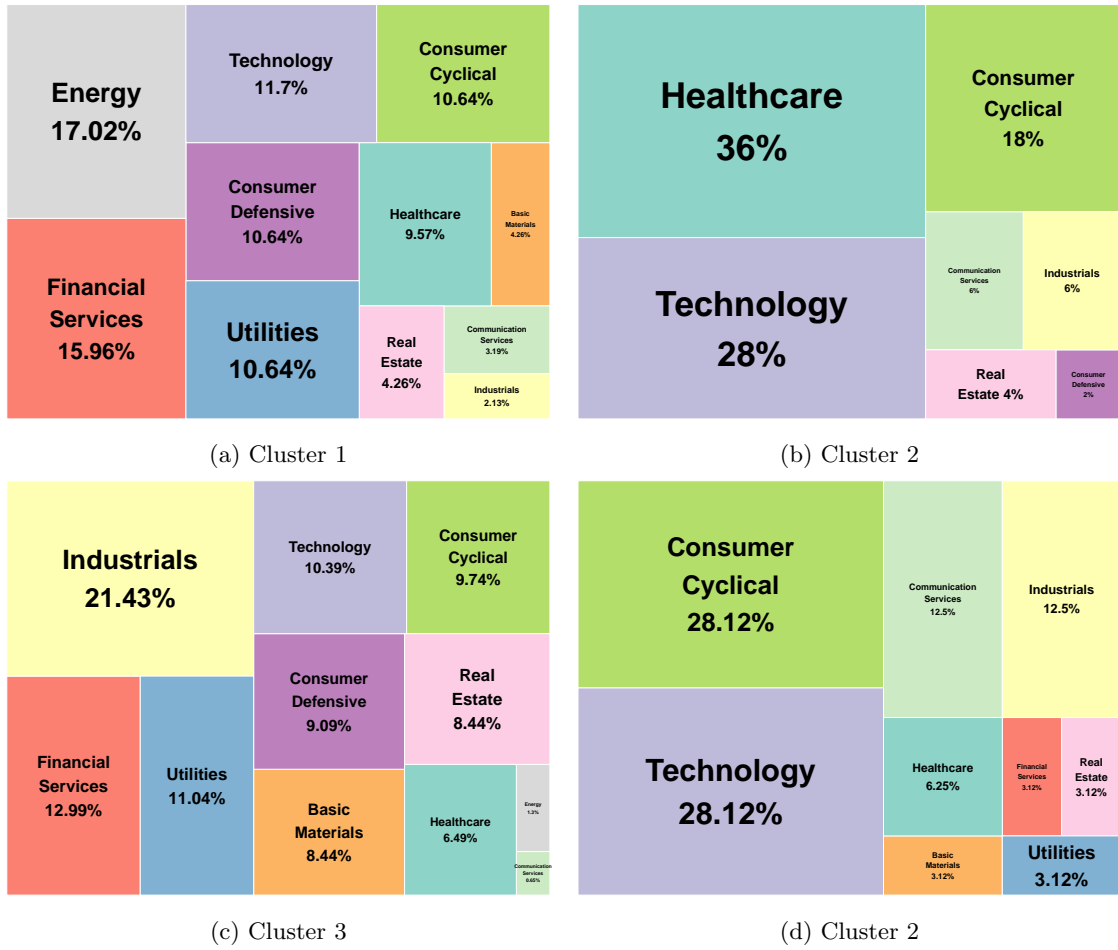 Energy
17.02%
Financial
Services
15.96%
Technology
11.7%
Consumer
Cyclical
10.64%
Consumer
Defensive
10.64%
Utilities
10.64%
Healthcare
9.57%
Basic
Materials
4.26%
Real
Estate
4.26%
Communication
Services
3.19%
Industrials
2.13%
(a) Cluster 1
Healthcare
36%
Technology
28%
Consumer
Cyclical
18%
Communication
Services
6%
Industrials
6%
Real
Estate 4%
Consumer
Defensive
2%
(b) Cluster 2
Industrials
21.43%
Financial
Services
12.99%
Utilities
11.04%
Technology
10.39%
Consumer
Cyclical
9.74%
Consumer
Defensive
9.09%
Real
Estate
8.44%
Basic
Materials
8.44%
Healthcare
6.49%
Energy
1.3%
Communication
Services
0.65%
(c) Cluster 3
Consumer
Cyclical
28.12%
Technology
28.12%
Communication
Services
12.5%
Industrials
12.5%
Healthcare
6.25%
Financial
Services
3.12%
Real
Estate
3.12%
Basic
Materials
3.12%
Utilities
3.12%
(d) Cluster 2